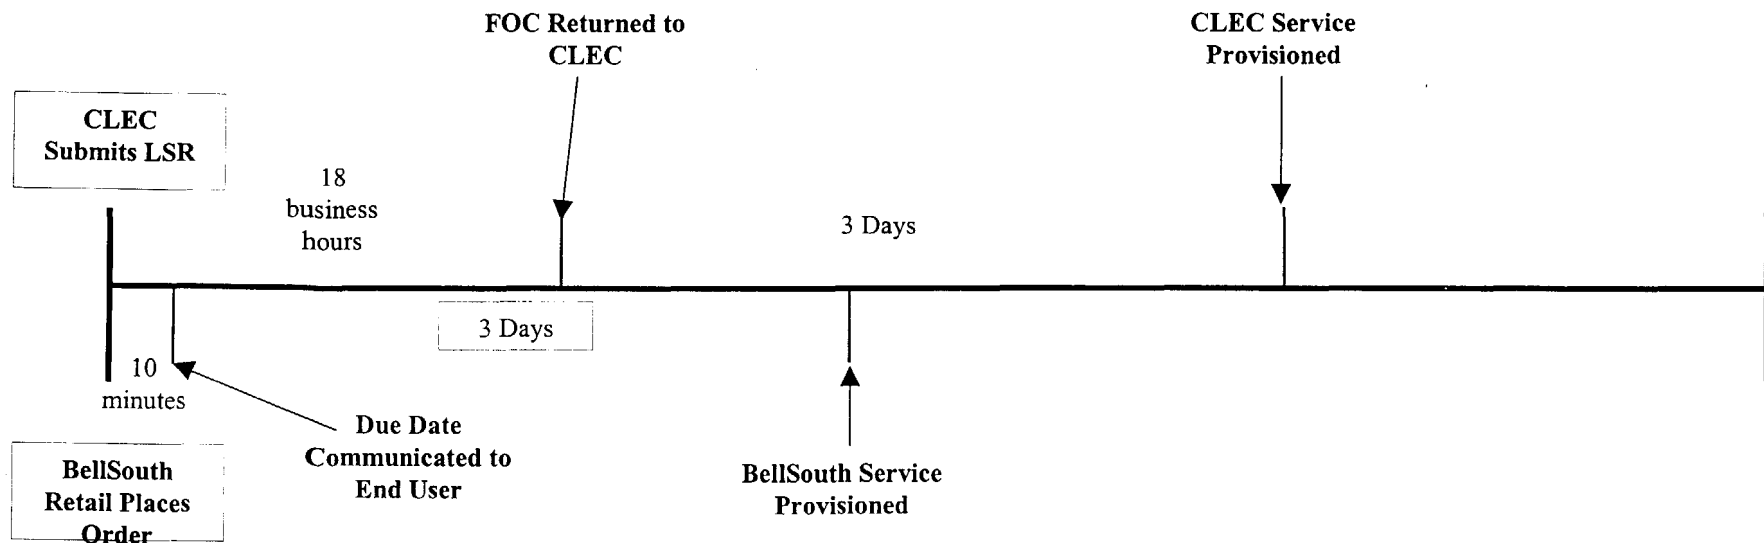 FOC Returned to
CLEC
CLEC Service
Provisioned
CLEC
Submits LSR
18
business
hours
3 Days
3 Days
10
minutes
Due Date
Communicated to
End User
BellSouth
Retail Places
Order
BellSouth Service
Provisioned